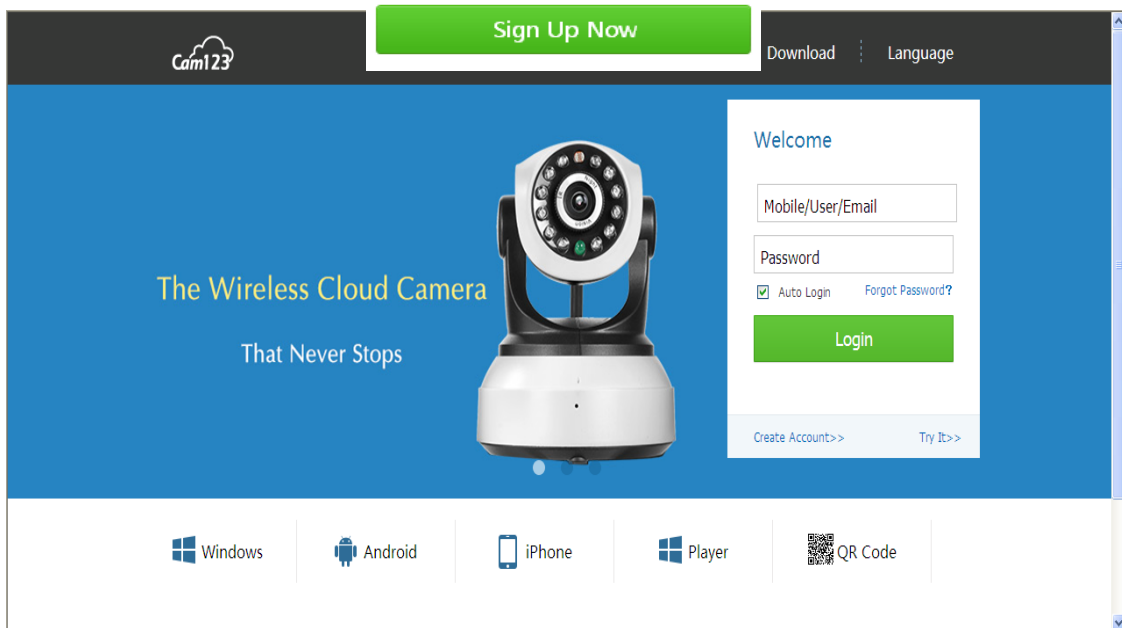 Sign Up Now
Cam123
Download
Language
Welcome
Mobile/User/Email
Password
Auto Login
Forgot Password?
Login
Create Account>>
Try It>>
The Wireless Cloud Camera
That Never Stops
Windows
Android
iPhone
Player
QR Code